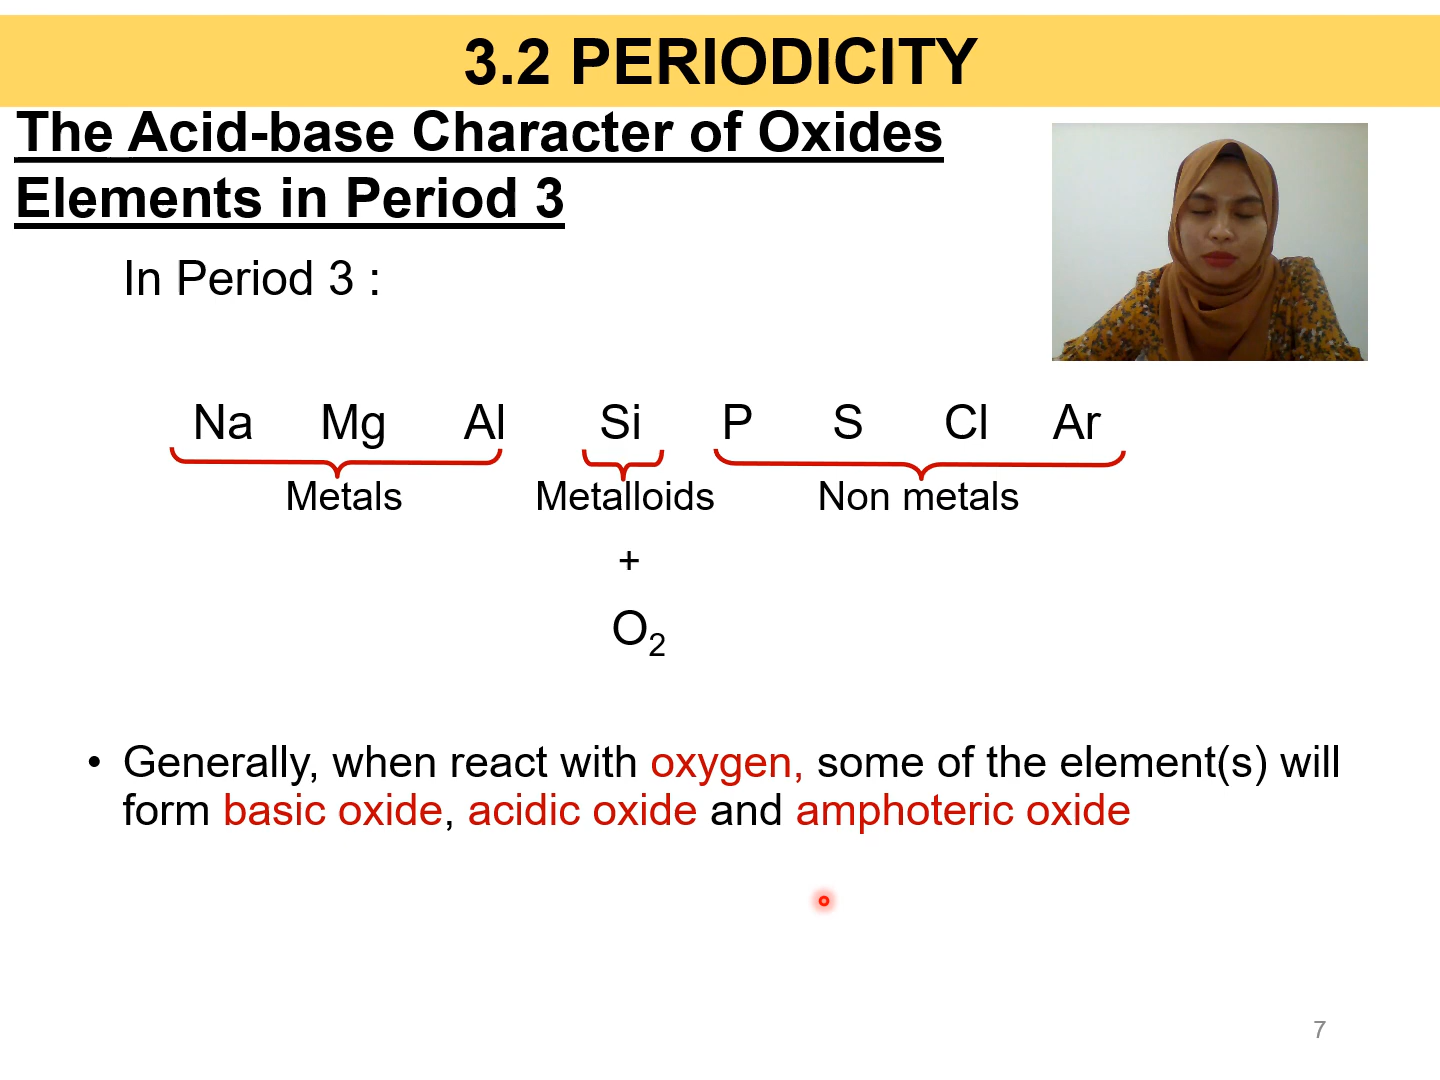 3.2 PERIODICITY
The Acid-base Character of Oxides
Elements in Period 3
In Period 3 :
Na Mg Al Si P S Cl Ar
Metals Metalloids Non metals
+
O₂
• Generally, when react with oxygen, some of the element(s) will
form basic oxide, acidic oxide and amphoteric oxide
7